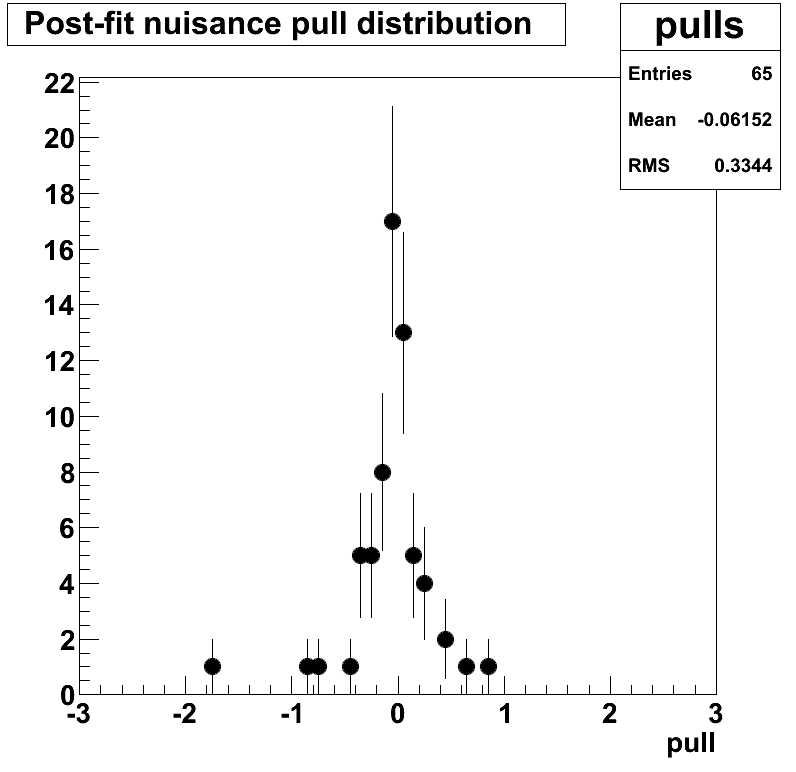 Post-fit nuisance pull distribution
pulls
Entries 65
Mean -0.06152
RMS 0.3344
22
20
18
16
14
12
10
8
6
4
2
0
-3 -2 -1 0 1 2 3
pull